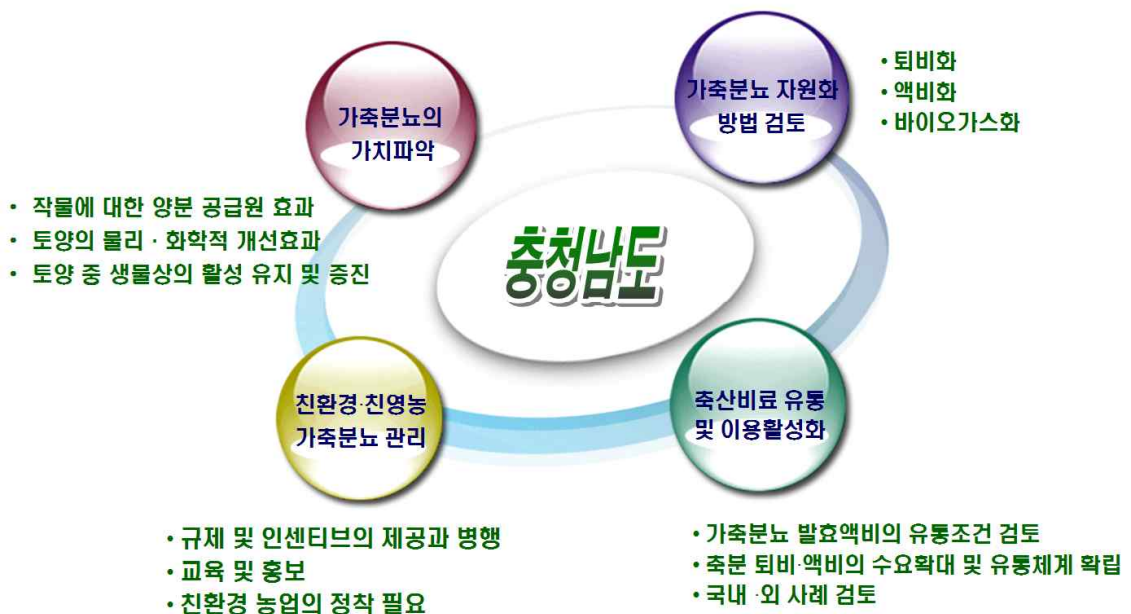 가축분뇨의
가치파악
• 작물에 대한 양분 공급원 효과
• 토양의 물리 · 화학적 개선효과
• 토양 중 생물상의 활성 유지 및 증진
가축분뇨 자원화
방법 검토
• 퇴비화
• 액비화
• 바이오가스화
충청남도
친환경·친영농
가축분뇨 관리
• 규제 및 인센티브의 제공과 병행
• 교육 및 홍보
• 친환경 농업의 정착 필요
축산비료 유통
및 이용활성화
• 가축분뇨 발효액비의 유통조건 검토
• 축분 퇴비·액비의 수요확대 및 유통체계 확립
• 국내 ·외 사례 검토